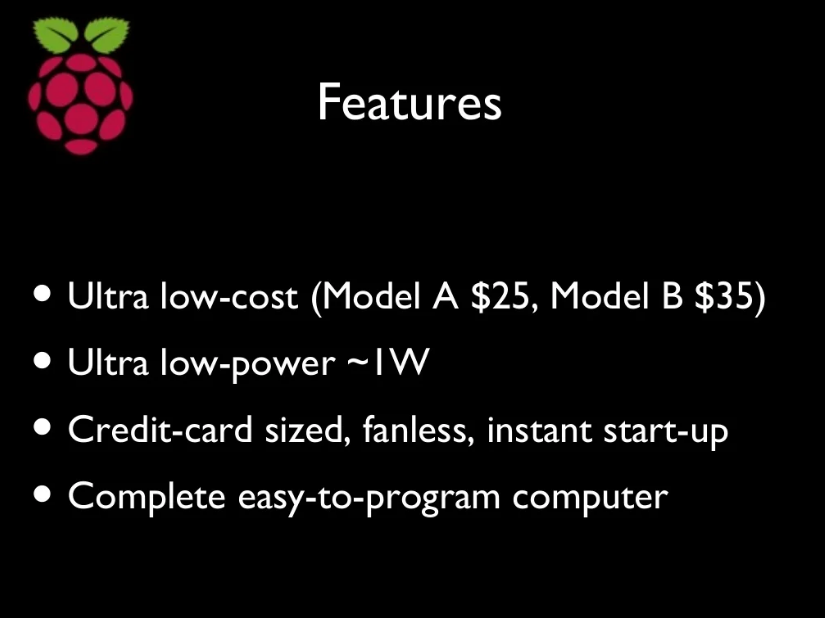 Features
• Ultra low-cost (Model A $25, Model B $35)
• Ultra low-power ~1W
• Credit-card sized, fanless, instant start-up
• Complete easy-to-program computer